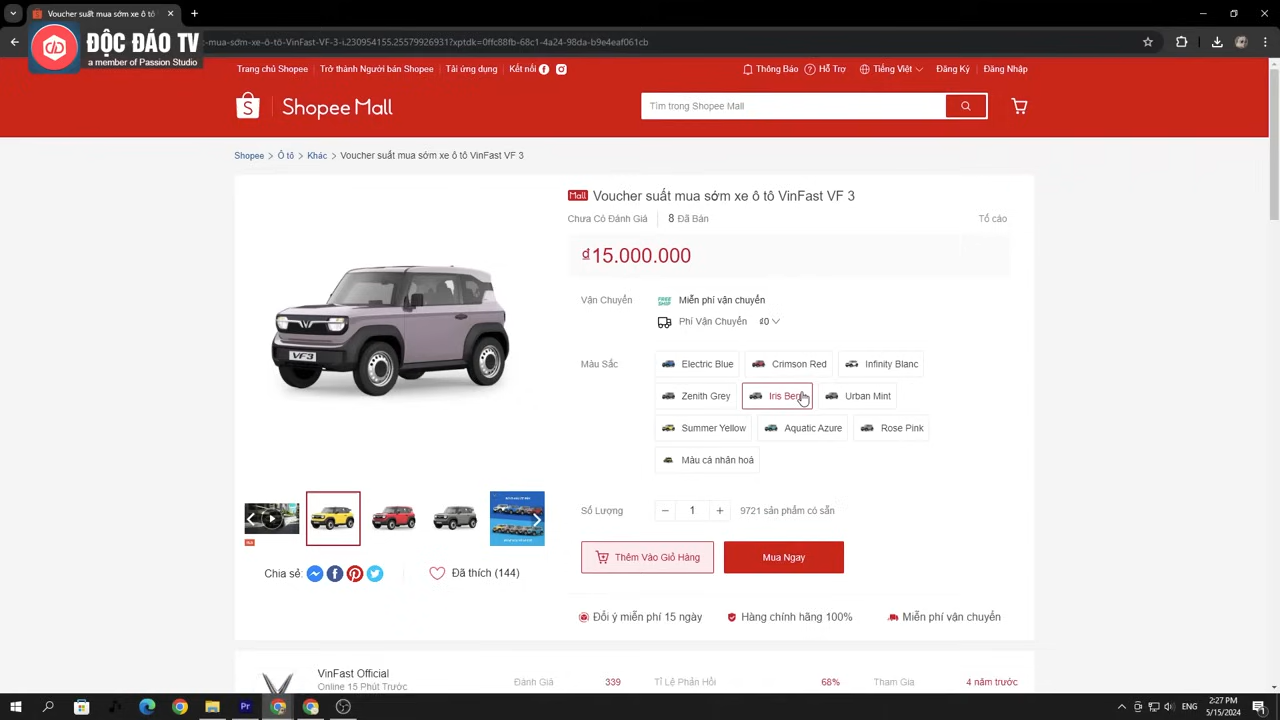 Voucher suất mua sớm xe ô tô
ĐỘC ĐÁO TV
a member of Passion Studio
-mua-sớm-xe-ô-tô-VinFast-VF-3-i.230954155.25579926931?xptdk=0ffc88fb-68c1-4a24-98da-b9e4eaf061cb
Trang chủ Shopee Trở thành Người bán Shopee Tải ứng dụng Kết nối
Thông Báo Hỗ Trợ Tiếng Việt Đăng Ký Đăng Nhập
Shopee Mall
Tìm trong Shopee Mall
Shopee > Ô tô > Khác > Voucher suất mua sớm xe ô tô VinFast VF 3
Mall Voucher suất mua sớm xe ô tô VinFast VF 3
Chưa Có Đánh Giá 8 Đã Bán Tố cáo
₫15.000.000
Vận Chuyển FREE SHIP Miễn phí vận chuyển
Phí Vận Chuyển ₫0
Màu Sắc Electric Blue Crimson Red Infinity Blanc
Zenith Grey Iris Urban Mint
Summer Yellow Aquatic Azure Rose Pink
Màu cá nhân hoá
VF3
Số Lượng - 1 + 9721 sản phẩm có sẵn
Thêm Vào Giỏ Hàng Mua Ngay
Chia sẻ: Đã thích (144)
Đổi ý miễn phí 15 ngày Hàng chính hãng 100% Miễn phí vận chuyển
VinFast Official
Online 15 Phút Trước
Đánh Giá 339 Tỉ Lệ Phản Hồi 68% Tham Gia 4 năm trước
Pr
ENG
2:27 PM
5/15/2024